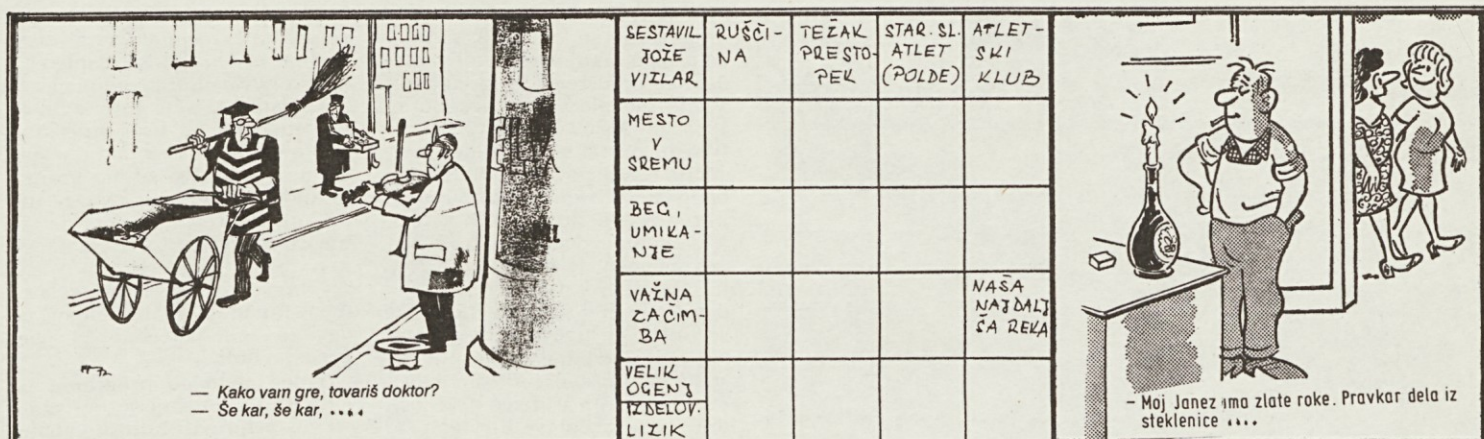 — Kako vam gre, tovariš doktor?
— Še kar, še kar, ....
SESTAVIL
JOŽE
VIZLAR
RUŠČI-
NA
TEŽAK
PRESTO-
PEK
STAR. SL.
ATLET
(POLDE)
ATLET-
SKI
KLUB
MESTO
V
SREMU
BEG,
UMIKA-
NJE
VAŽNA
ZAČIM-
BA
NAŠA
NAJDALJ
ŠA REKA
VELIK
OGENJ
IZDELOV.
LIZIK
- Moj Janez ima zlate roke. Pravkar dela iz
steklenice ....